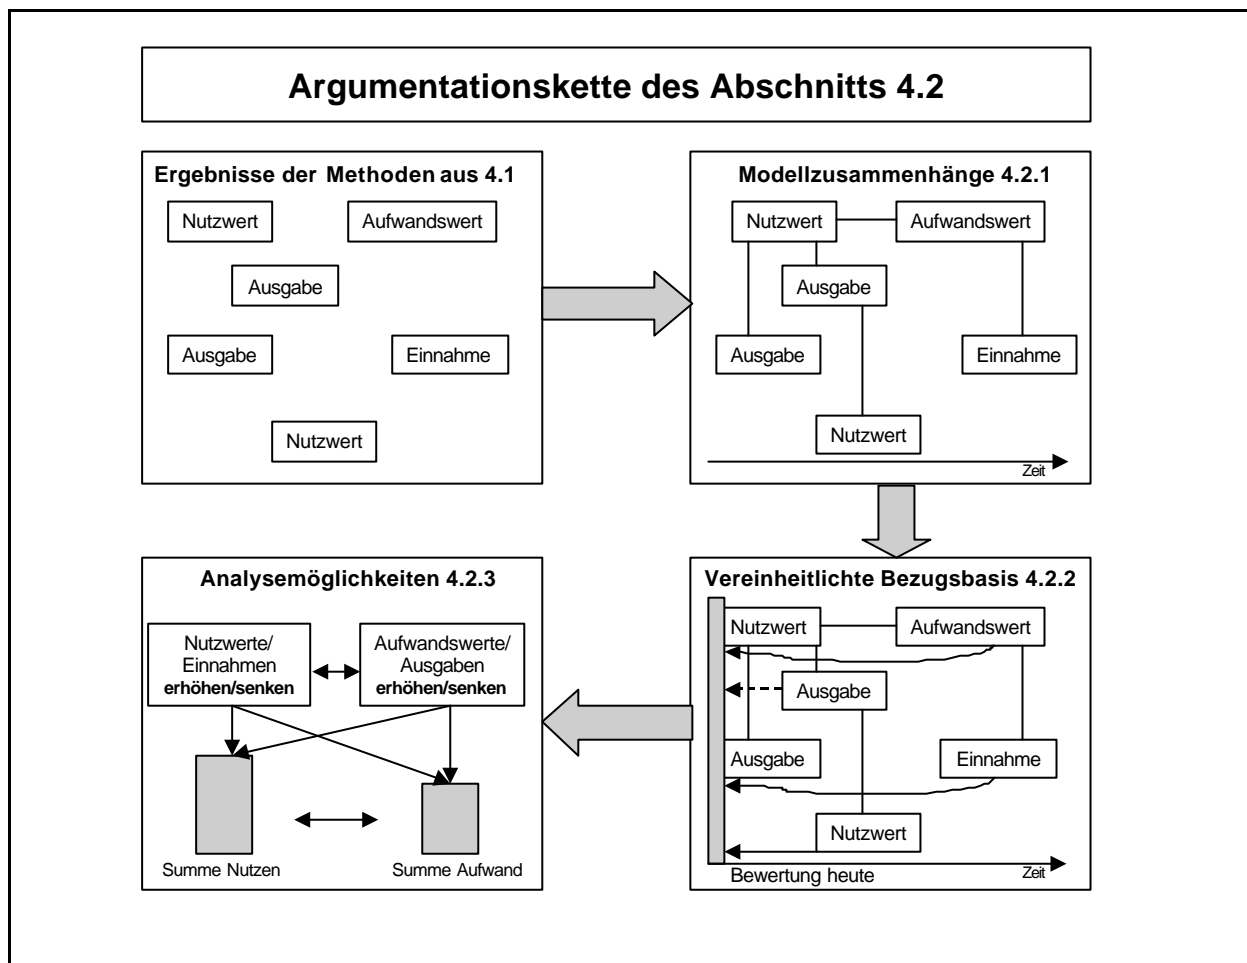 Argumentationskette des Abschnitts 4.2
Ergebnisse der Methoden aus 4.1
Nutzwert
Aufwandswert
Ausgabe
Ausgabe
Einnahme
Nutzwert
Modellzusammenhänge 4.2.1
Nutzwert
Aufwandswert
Ausgabe
Ausgabe
Einnahme
Nutzwert
Zeit
Analysemöglichkeiten 4.2.3
Nutzwerte/
Einnahmen
erhöhen/senken
Aufwandswerte/
Ausgaben
erhöhen/senken
Summe Nutzen
Summe Aufwand
Vereinheitlichte Bezugsbasis 4.2.2
Nutzwert
Aufwandswert
Ausgabe
Ausgabe
Einnahme
Nutzwert
Bewertung heute
Zeit